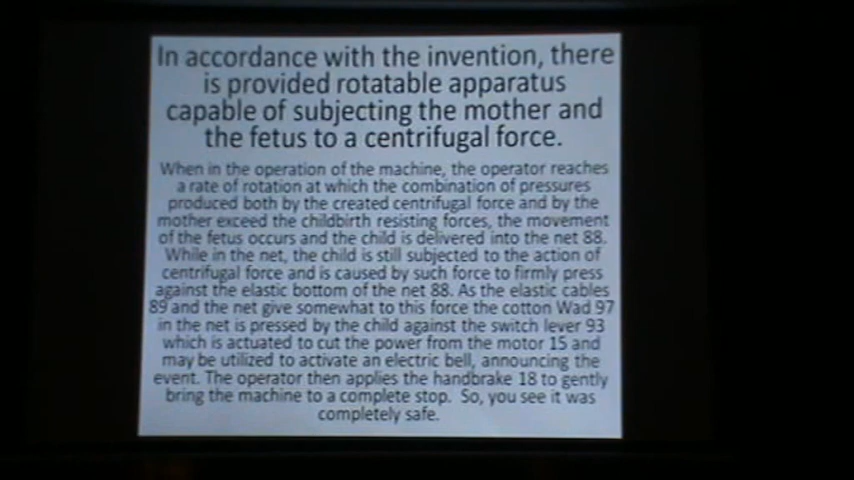 In accordance with the invention, there
is provided rotatable apparatus
capable of subjecting the mother and
the fetus to a centrifugal force.
When in the operation of the machine, the operator reaches
a rate of rotation at which the combination of pressures
produced both by the created centrifugal force and by the
mother exceed the childbirth resisting forces, the movement
of the fetus occurs and the child is delivered into the net 88.
While in the net, the child is still subjected to the action of
centrifugal force and is caused by such force to firmly press
against the elastic bottom of the net 88. As the elastic cables
89 and the net give somewhat to this force the cotton Wad 97
in the net is pressed by the child against the switch lever 93
which is actuated to cut the power from the motor 15 and
may be utilized to activate an electric bell, announcing the
event. The operator then applies the handbrake 18 to gently
bring the machine to a complete stop. So, you see it was
completely safe.